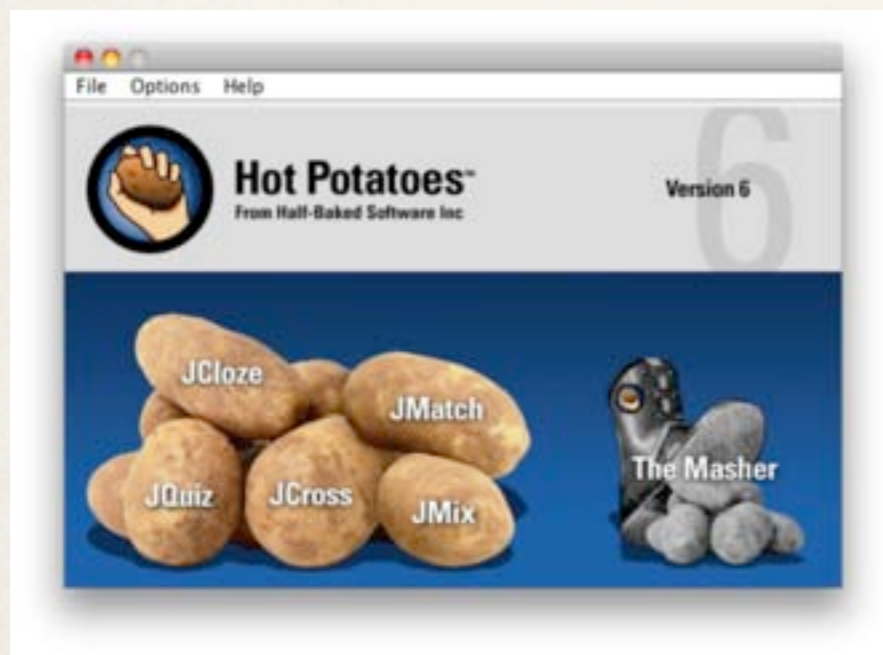 File Options Help
Hot Potatoes™
From Half-Baked Software Inc
Version 6
6
JCloze
JMatch
JQuiz
JCross
JMix
The Masher